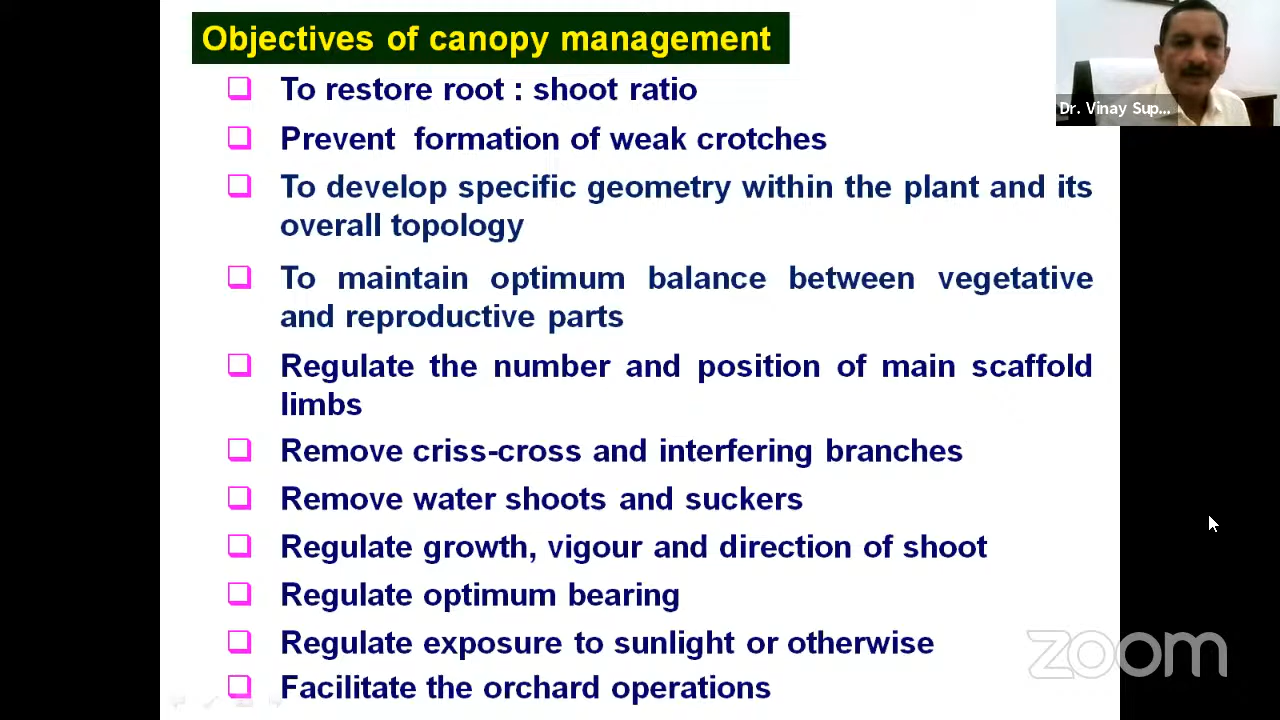 Objectives of canopy management
Dr. Vinay Sup...
To restore root : shoot ratio
Prevent formation of weak crotches
To develop specific geometry within the plant and its
overall topology
To maintain optimum balance between vegetative
and reproductive parts
Regulate the number and position of main scaffold
limbs
Remove criss-cross and interfering branches
Remove water shoots and suckers
Regulate growth, vigour and direction of shoot
Regulate optimum bearing
Regulate exposure to sunlight or otherwise
zoom
Facilitate the orchard operations